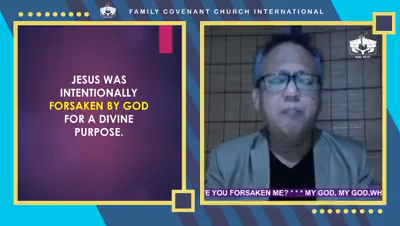 FAMILY COVENANT CHURCH INTERNATIONAL
JESUS WAS
INTENTIONALLY
FORSAKEN BY GOD
FOR A DIVINE
PURPOSE.
E YOU FORSAKEN ME? * * * MY GOD, MY GOD,WH